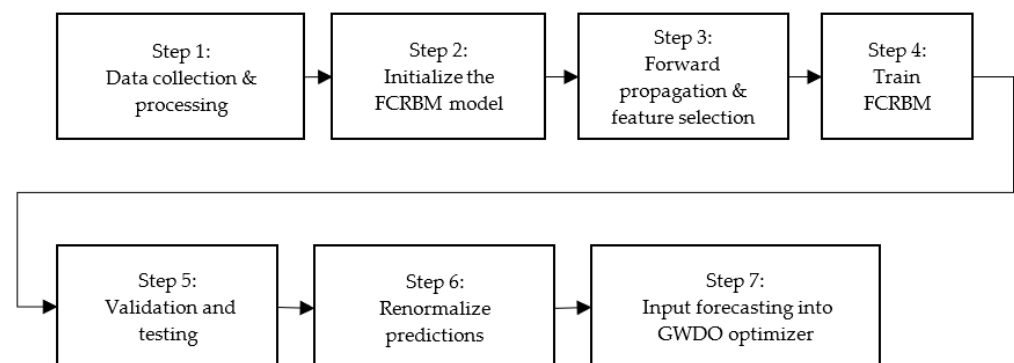 Step 1:
Data collection &
processing
Step 2:
Initialize the
FCRBM model
Step 3:
Forward
propagation &
feature selection
Step 4:
Train
FCRBM
Step 5:
Validation and
testing
Step 6:
Renormalize
predictions
Step 7:
Input forecasting into
GWDO optimizer